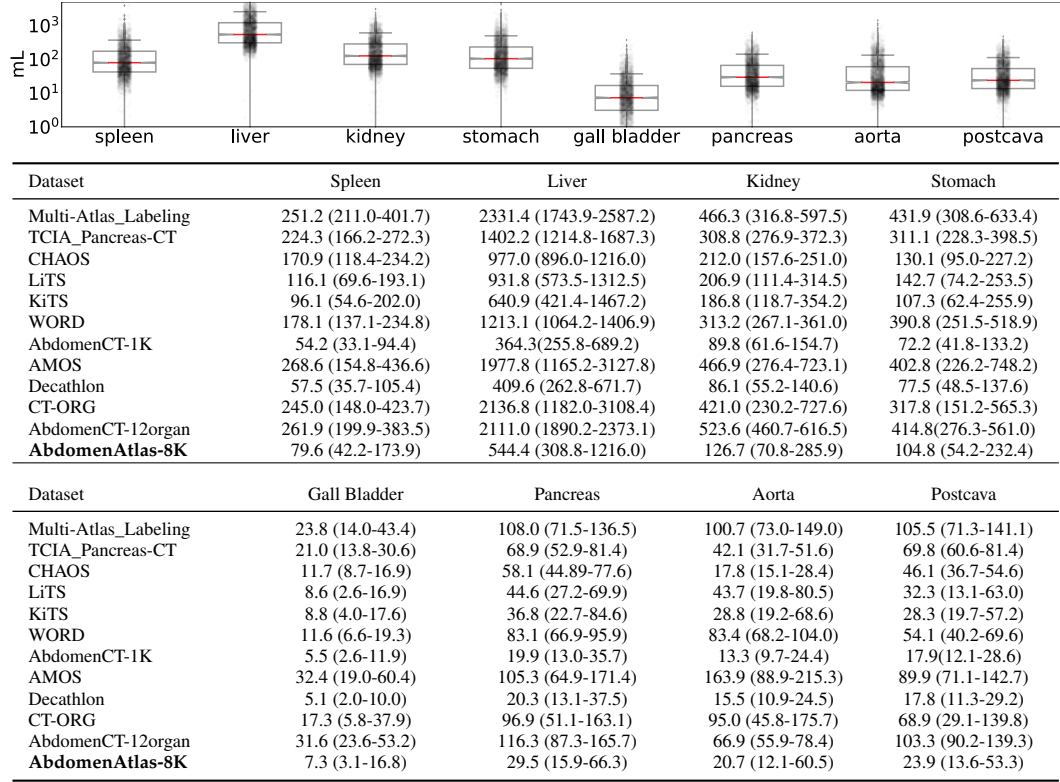 10³
10²
10¹
10⁰
mL
spleen liver kidney stomach gall bladder pancreas aorta postcava
Dataset Spleen Liver Kidney Stomach
Multi-Atlas_Labeling 251.2 (211.0-401.7) 2331.4 (1743.9-2587.2) 466.3 (316.8-597.5) 431.9 (308.6-633.4)
TCIA_Pancreas-CT 224.3 (166.2-272.3) 1402.2 (1214.8-1687.3) 308.8 (276.9-372.3) 311.1 (228.3-398.5)
CHAOS 170.9 (118.4-234.2) 977.0 (896.0-1216.0) 212.0 (157.6-251.0) 130.1 (95.0-227.2)
LiTS 116.1 (69.6-193.1) 931.8 (573.5-1312.5) 206.9 (111.4-314.5) 142.7 (74.2-253.5)
KiTS 96.1 (54.6-202.0) 640.9 (421.4-1467.2) 186.8 (118.7-354.2) 107.3 (62.4-255.9)
WORD 178.1 (137.1-234.8) 1213.1 (1064.2-1406.9) 313.2 (267.1-361.0) 390.8 (251.5-518.9)
AbdomenCT-1K 54.2 (33.1-94.4) 364.3(255.8-689.2) 89.8 (61.6-154.7) 72.2 (41.8-133.2)
AMOS 268.6 (154.8-436.6) 1977.8 (1165.2-3127.8) 466.9 (276.4-723.1) 402.8 (226.2-748.2)
Decathlon 57.5 (35.7-105.4) 409.6 (262.8-671.7) 86.1 (55.2-140.6) 77.5 (48.5-137.6)
CT-ORG 245.0 (148.0-423.7) 2136.8 (1182.0-3108.4) 421.0 (230.2-727.6) 317.8 (151.2-565.3)
AbdomenCT-12organ 261.9 (199.9-383.5) 2111.0 (1890.2-2373.1) 523.6 (460.7-616.5) 414.8(276.3-561.0)
AbdomenAtlas-8K 79.6 (42.2-173.9) 544.4 (308.8-1216.0) 126.7 (70.8-285.9) 104.8 (54.2-232.4)
Dataset Gall Bladder Pancreas Aorta Postcava
Multi-Atlas_Labeling 23.8 (14.0-43.4) 108.0 (71.5-136.5) 100.7 (73.0-149.0) 105.5 (71.3-141.1)
TCIA_Pancreas-CT 21.0 (13.8-30.6) 68.9 (52.9-81.4) 42.1 (31.7-51.6) 69.8 (60.6-81.4)
CHAOS 11.7 (8.7-16.9) 58.1 (44.89-77.6) 17.8 (15.1-28.4) 46.1 (36.7-54.6)
LiTS 8.6 (2.6-16.9) 44.6 (27.2-69.9) 43.7 (19.8-80.5) 32.3 (13.1-63.0)
KiTS 8.8 (4.0-17.6) 36.8 (22.7-84.6) 28.8 (19.2-68.6) 28.3 (19.7-57.2)
WORD 11.6 (6.6-19.3) 83.1 (66.9-95.9) 83.4 (68.2-104.0) 54.1 (40.2-69.6)
AbdomenCT-1K 5.5 (2.6-11.9) 19.9 (13.0-35.7) 13.3 (9.7-24.4) 17.9(12.1-28.6)
AMOS 32.4 (19.0-60.4) 105.3 (64.9-171.4) 163.9 (88.9-215.3) 89.9 (71.1-142.7)
Decathlon 5.1 (2.0-10.0) 20.3 (13.1-37.5) 15.5 (10.9-24.5) 17.8 (11.3-29.2)
CT-ORG 17.3 (5.8-37.9) 96.9 (51.1-163.1) 95.0 (45.8-175.7) 68.9 (29.1-139.8)
AbdomenCT-12organ 31.6 (23.6-53.2) 116.3 (87.3-165.7) 66.9 (55.9-78.4) 103.3 (90.2-139.3)
AbdomenAtlas-8K 7.3 (3.1-16.8) 29.5 (15.9-66.3) 20.7 (12.1-60.5) 23.9 (13.6-53.3)